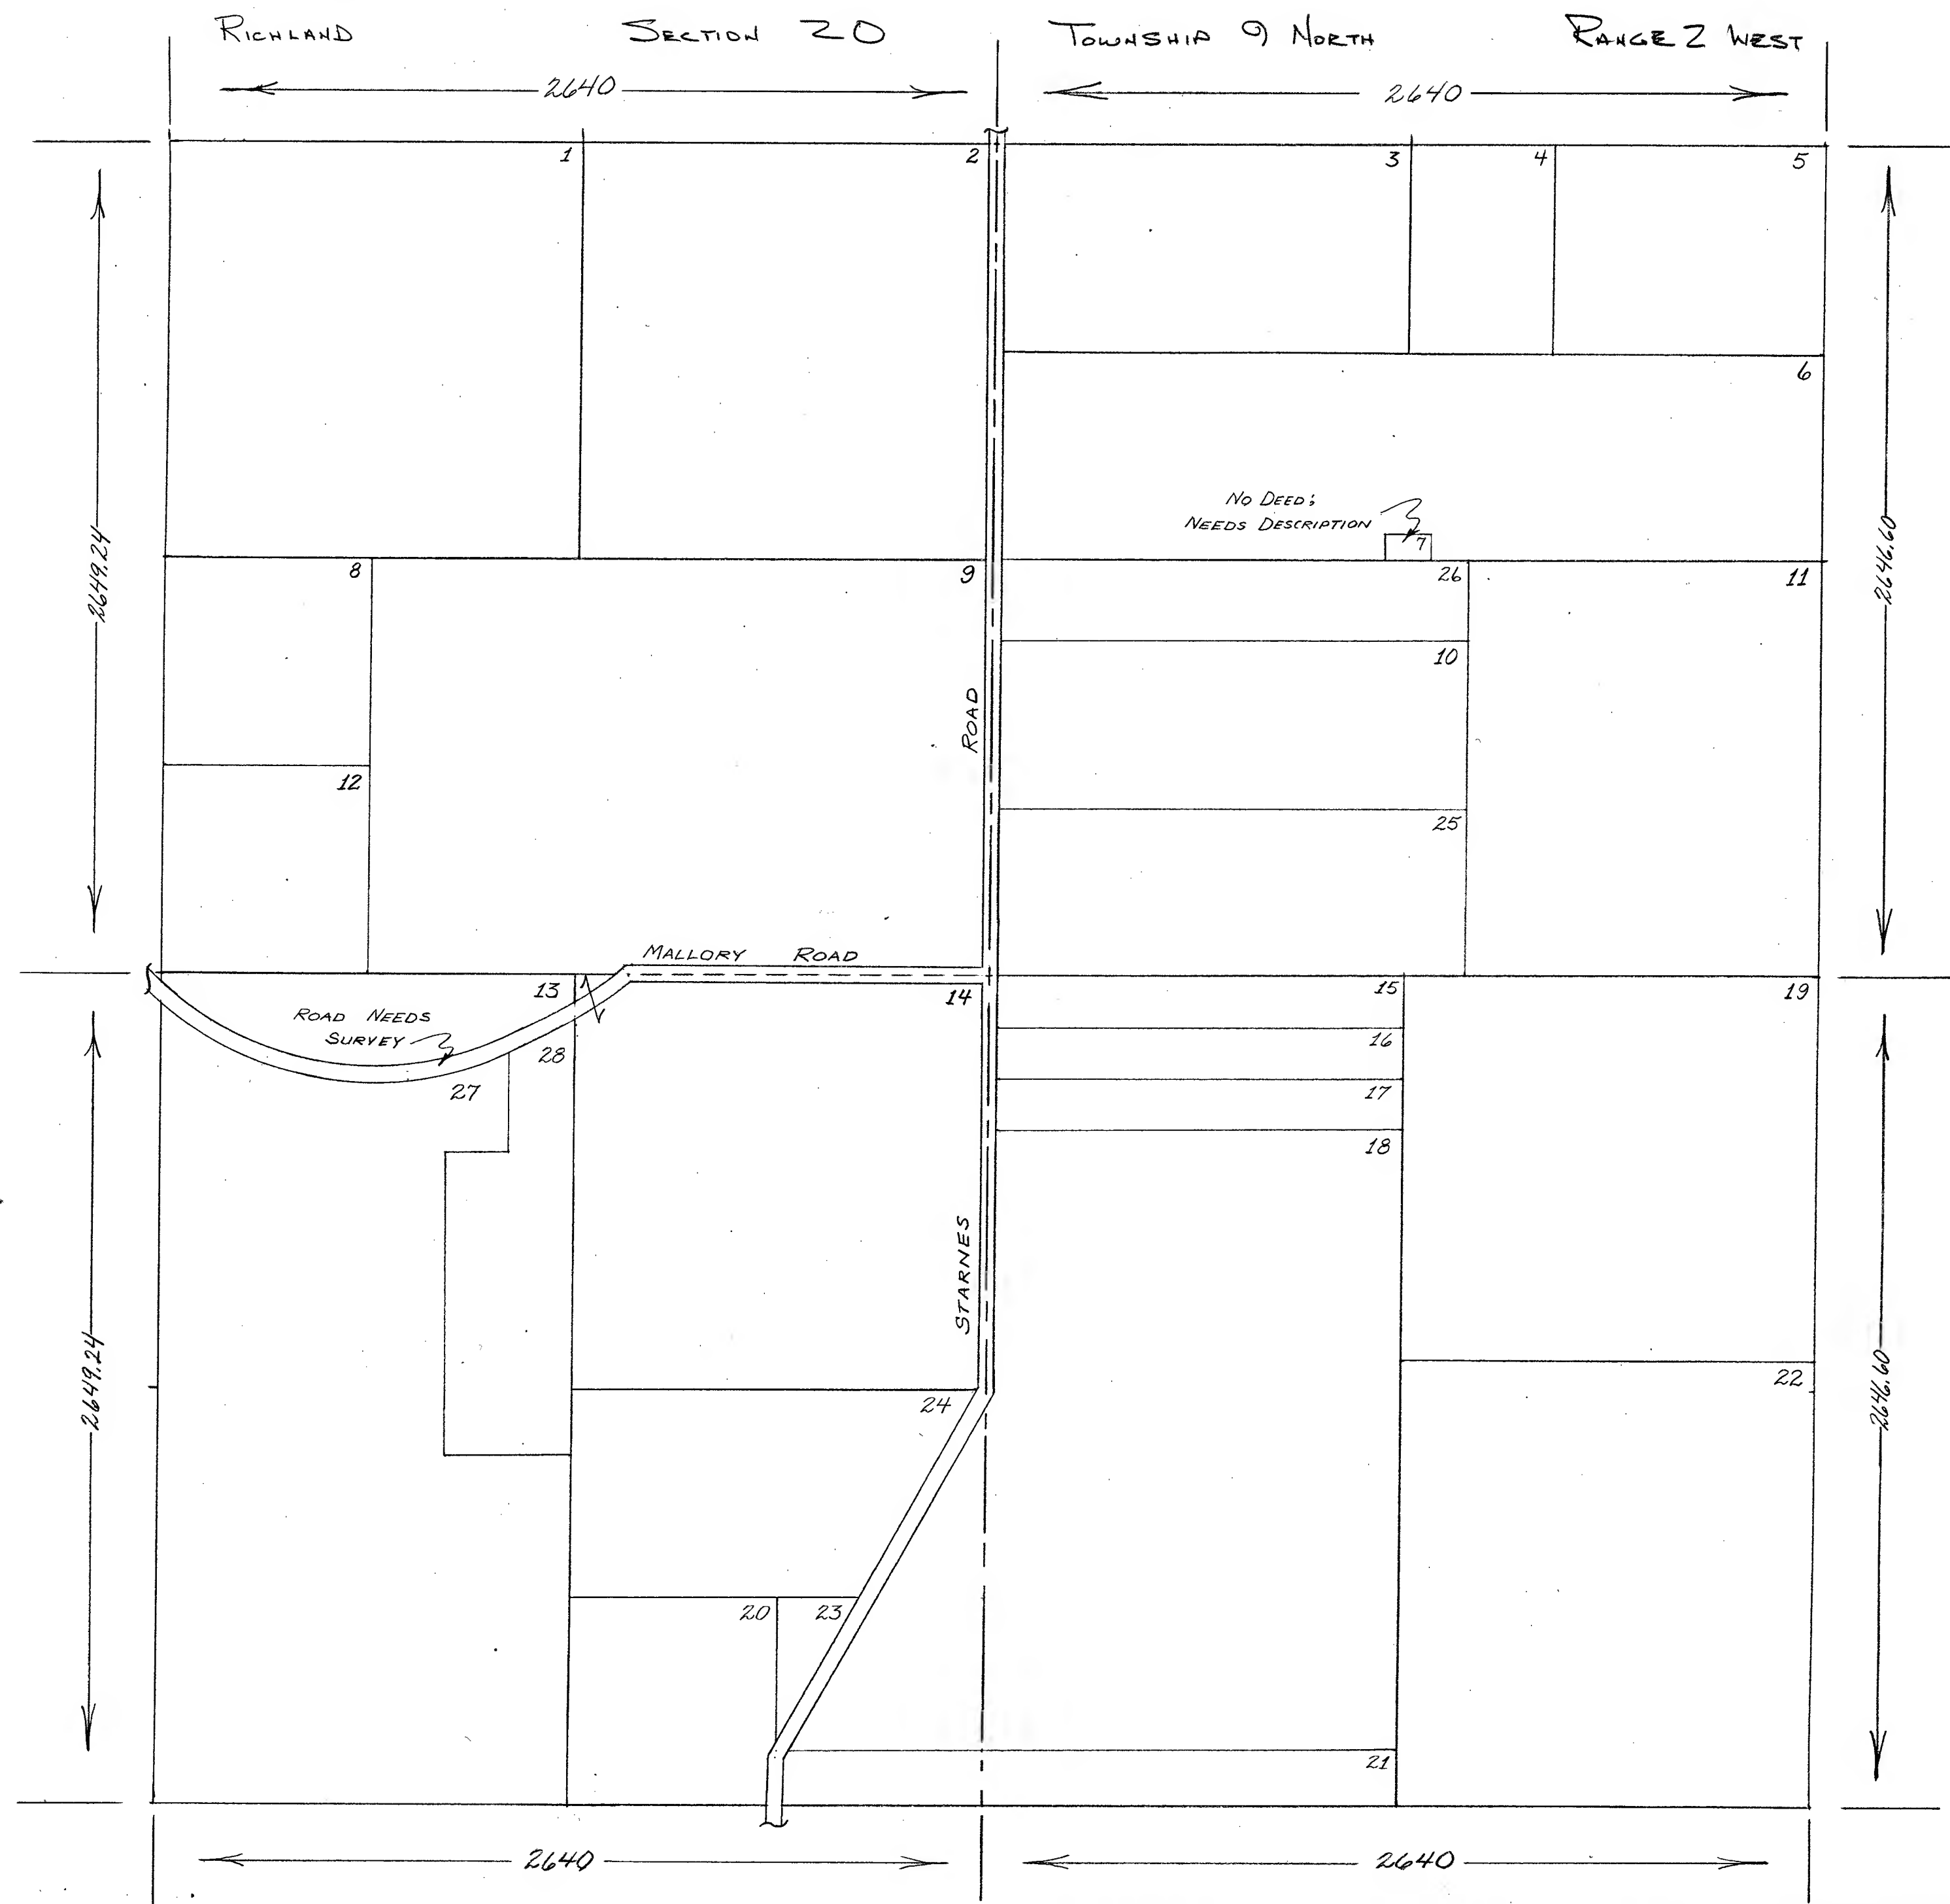 RICHLAND SECTION 20 TOWNSHIP 9 NORTH RANGE 2 WEST
2640 2640
1 2 3 4 5
6
2649.24
2646.60
NO DEED;
NEEDS DESCRIPTION
7
8 9 26 11
10
ROAD
12
25
MALLORY ROAD
13 14 15 19
ROAD NEEDS
SURVEY
16
28
27 17
18
STARNES
2649.24
2646.60
22
24
20 23
21
2640 2640